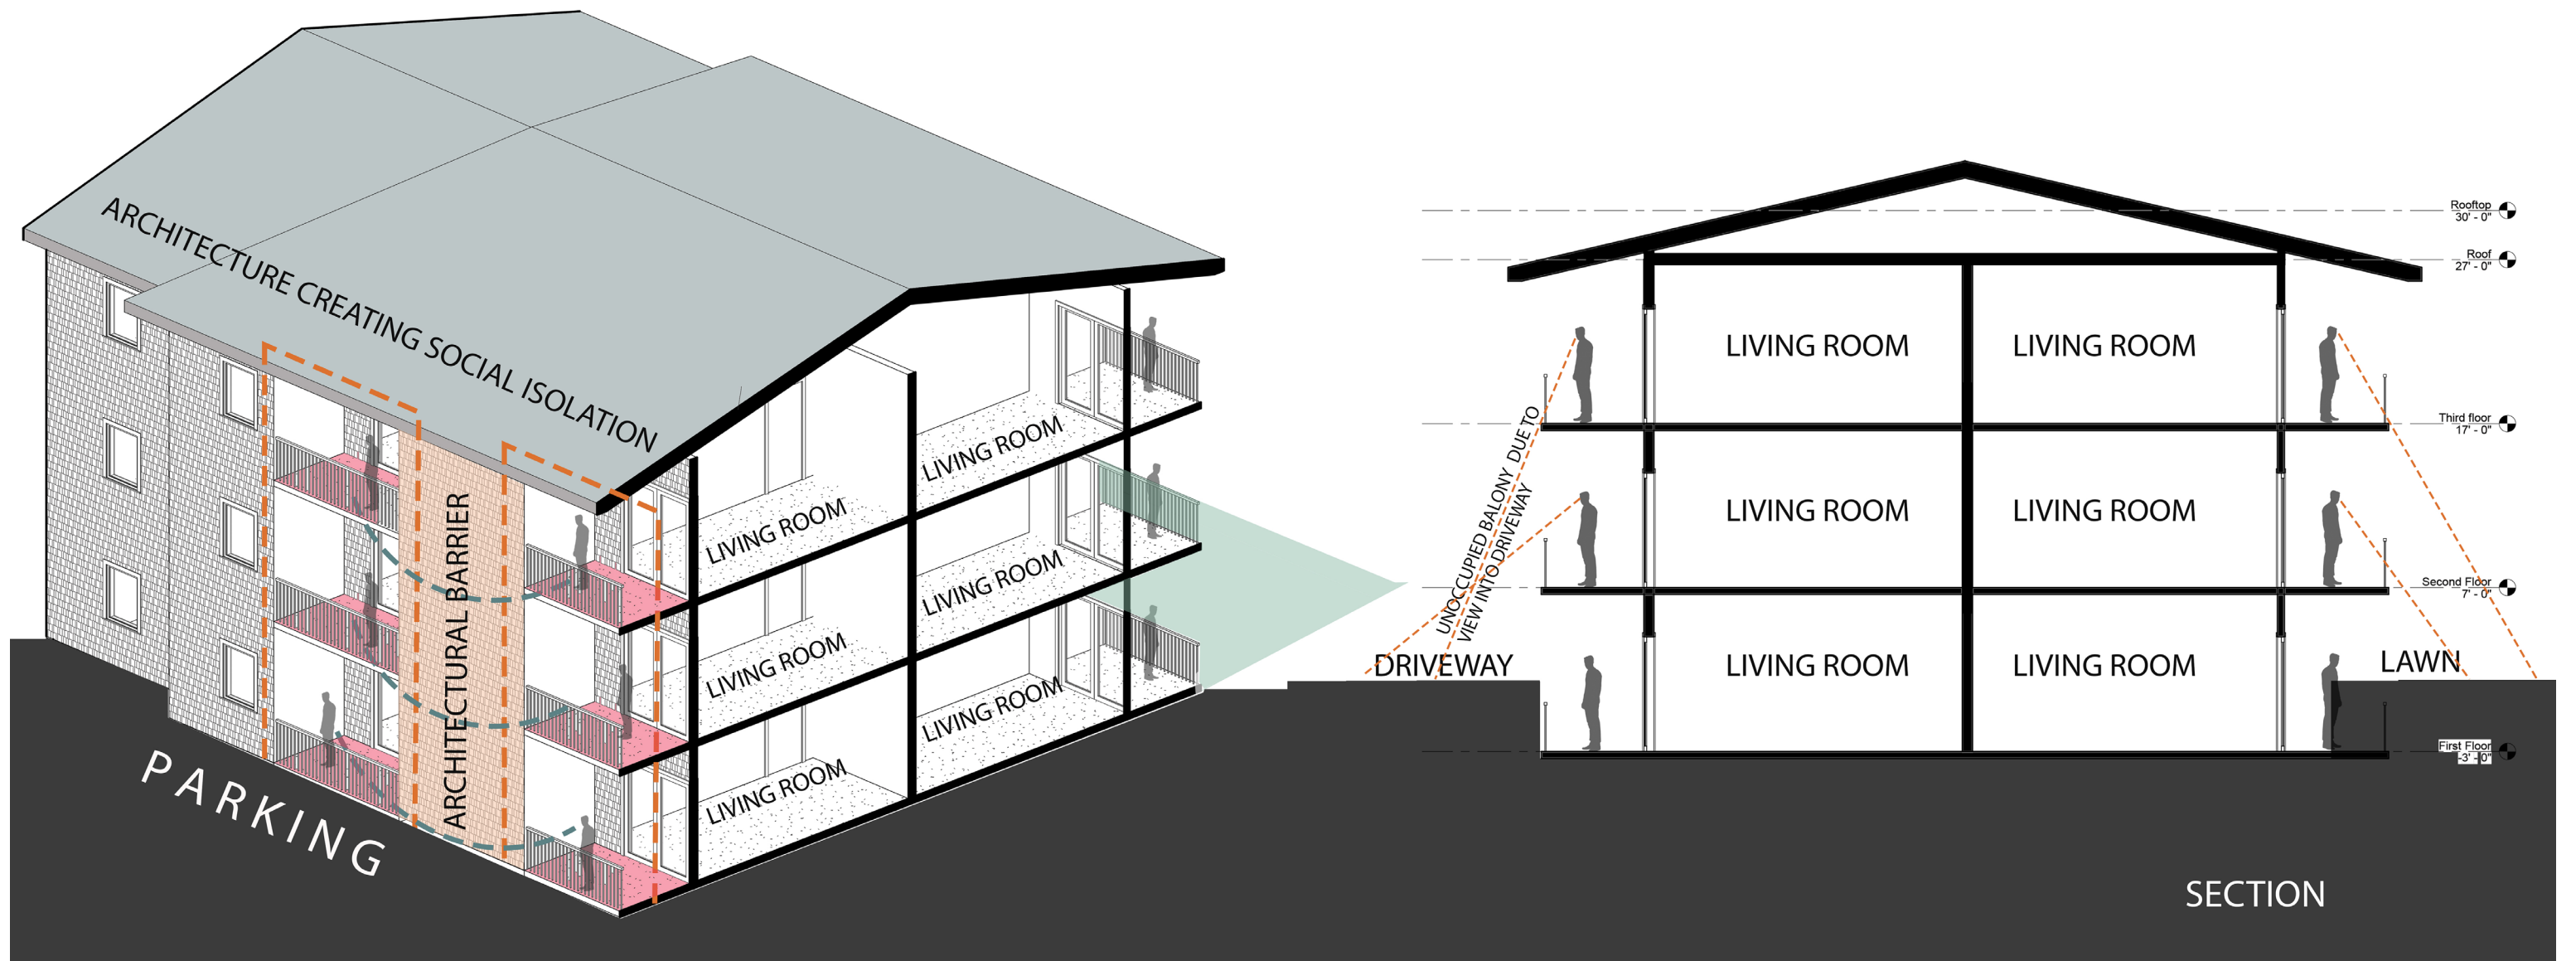 ARCHITECTURE CREATING SOCIAL ISOLATION
ARCHITECTURAL BARRIER
PARKING
LIVING ROOM
LIVING ROOM
LIVING ROOM
LIVING ROOM
LIVING ROOM
LIVING ROOM
UNOCCUPIED BALONY DUE TO
VIEW INTO DRIVEWAY
DRIVEWAY
LIVING ROOM
LIVING ROOM
LIVING ROOM
LIVING ROOM
LIVING ROOM
LIVING ROOM
LAWN
Rooftop
30' - 0"
Roof
27' - 0"
Third floor
17' - 0"
Second Floor
7' - 0"
First Floor
-3' - 0"
SECTION